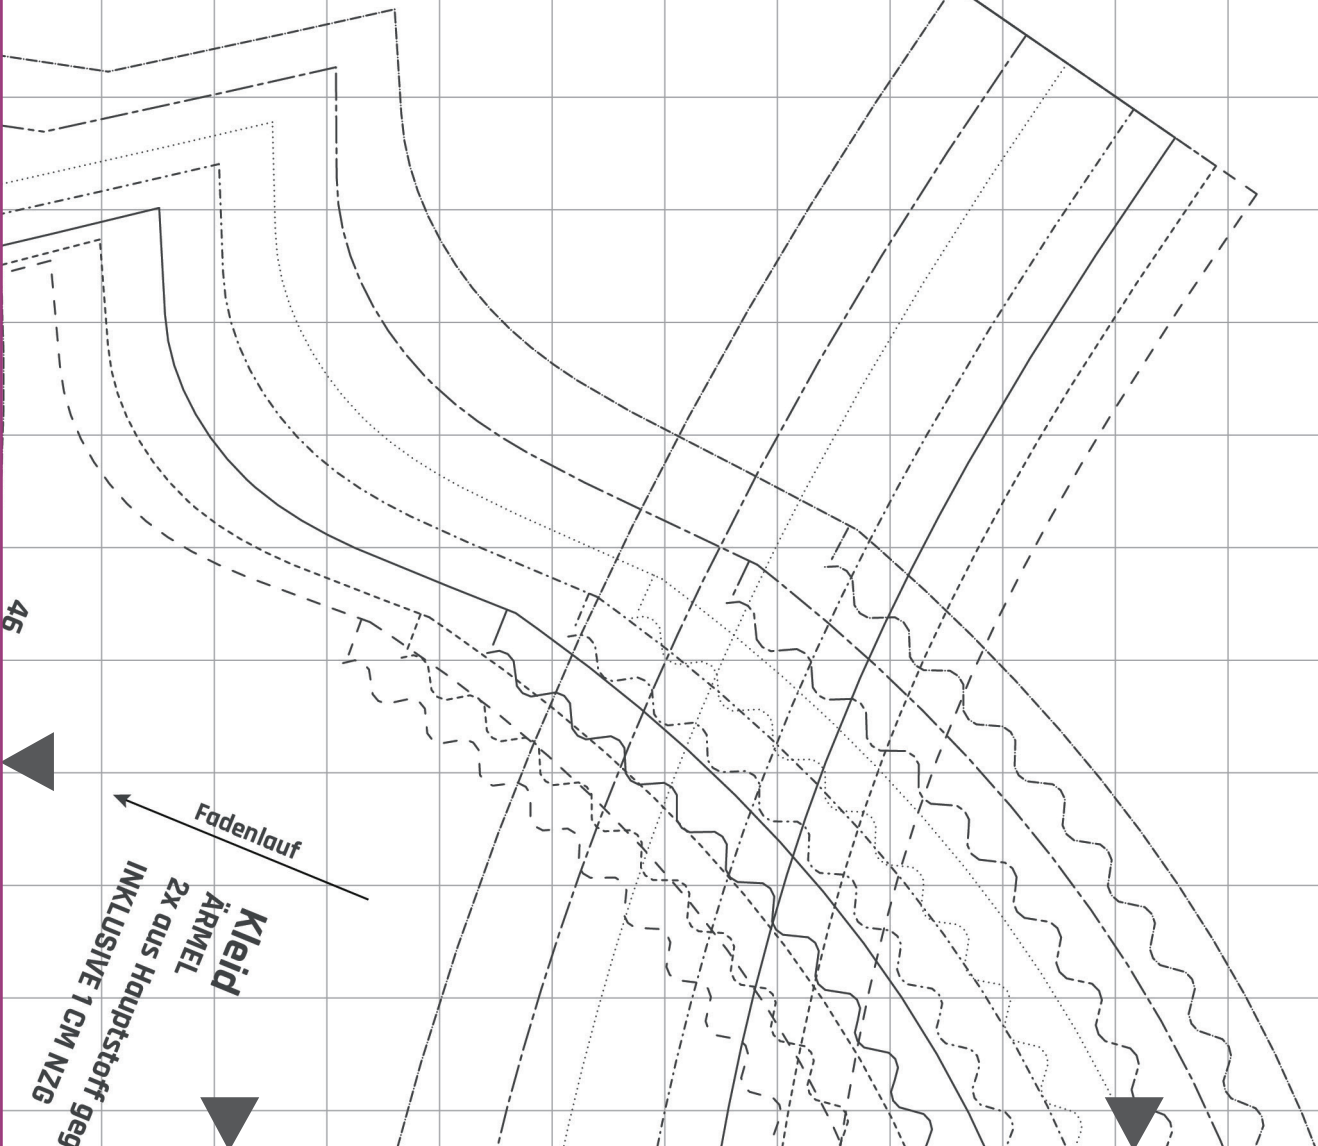 46
Fadenlauf
Kleid
ÄRMEL
2X aus Hauptstoff geg
INKLUSIVE 1 CM NZG